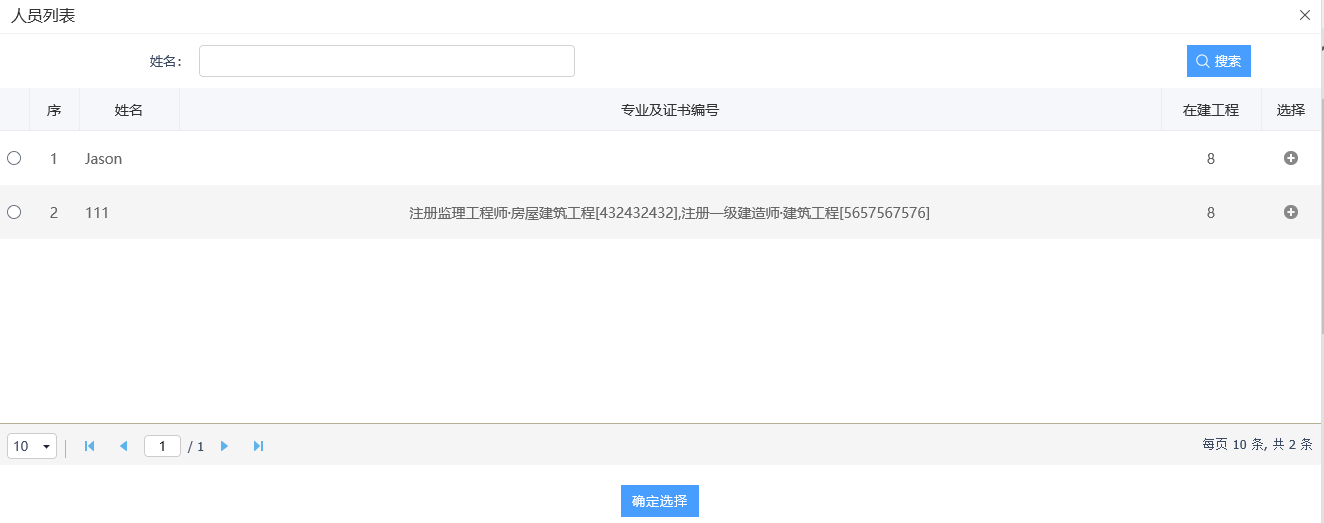 人员列表
姓名:
搜索
序 姓名 专业及证书编号 在建工程 选择
1 Jason 8
2 111 注册监理工程师·房屋建筑工程[432432432],注册一级建造师·建筑工程[5657567576] 8
10 1 / 1 每页 10 条, 共 2 条
确定选择